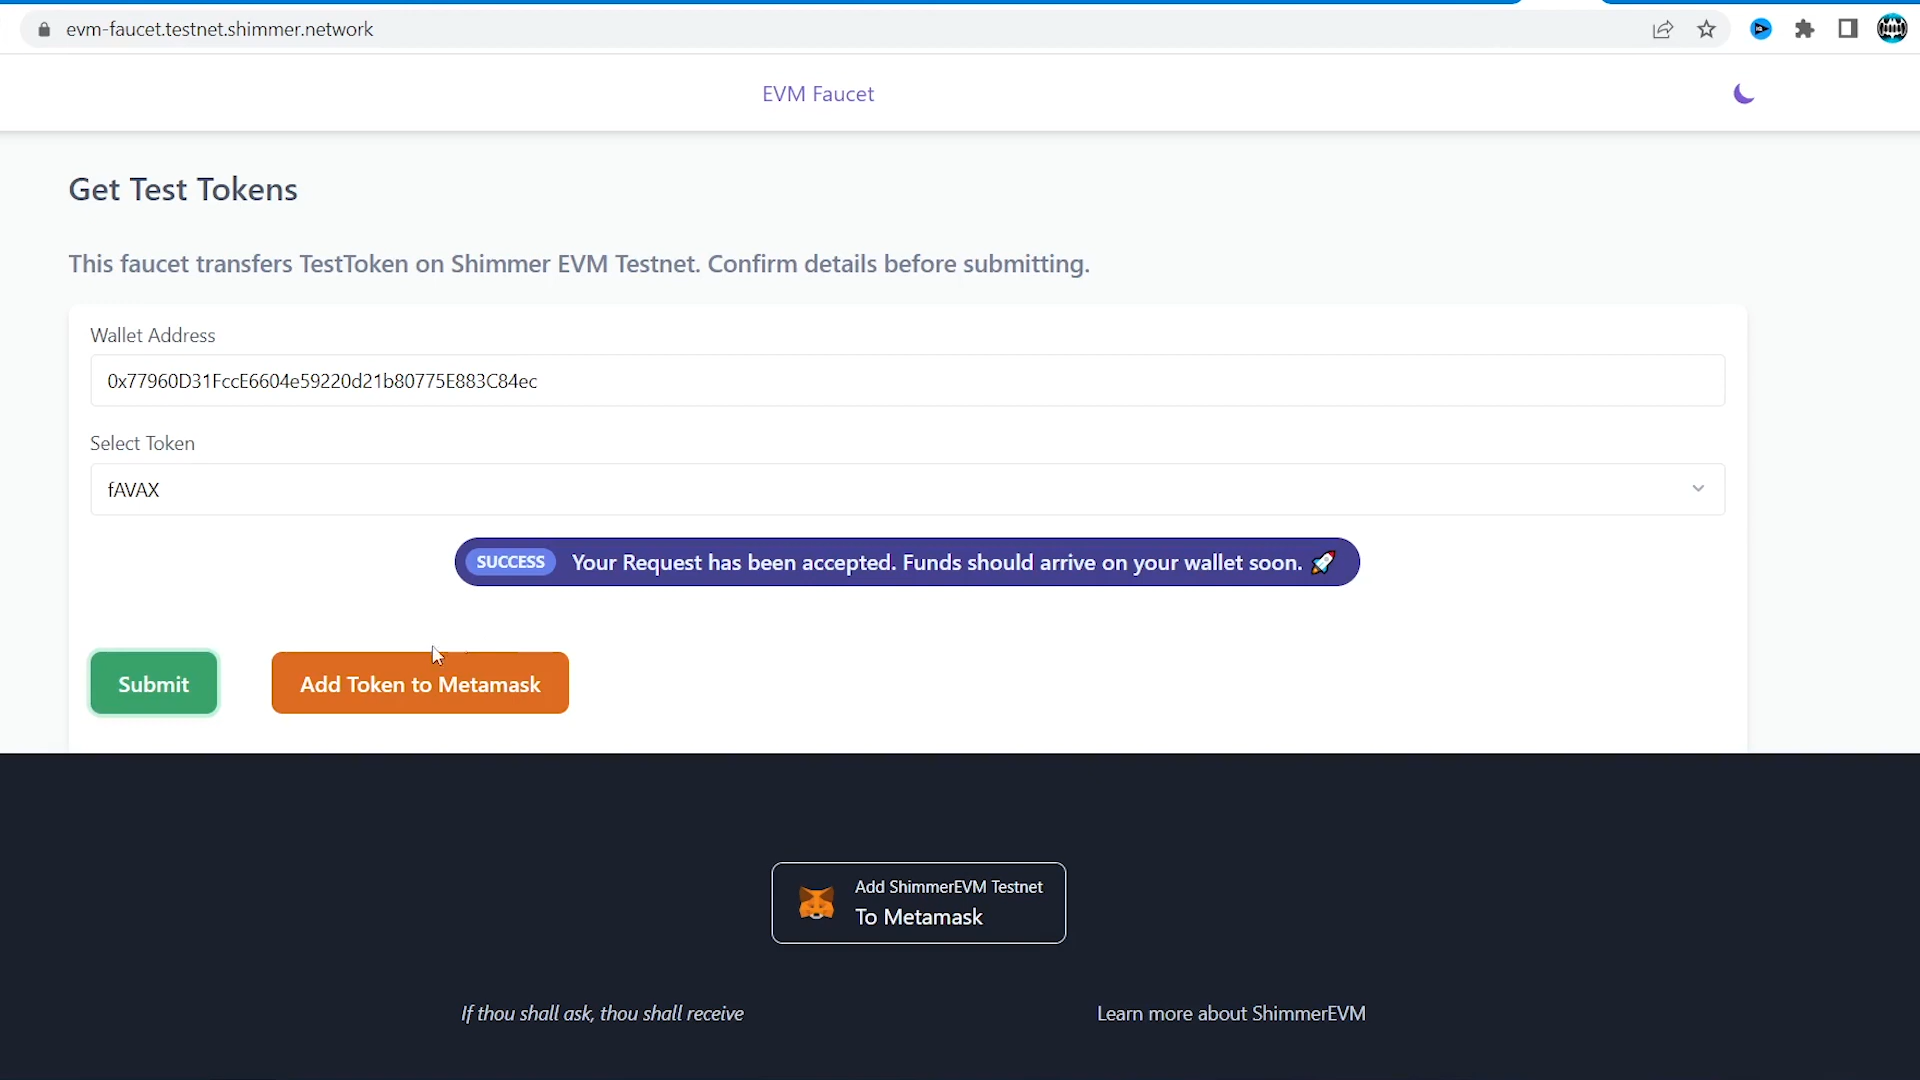 evm-faucet.testnet.shimmer.network
EVM Faucet
Get Test Tokens
This faucet transfers TestToken on Shimmer EVM Testnet. Confirm details before submitting.
Wallet Address
0x77960D31FccE6604e59220d21b80775E883C84ec
Select Token
fAVAX
SUCCESS Your Request has been accepted. Funds should arrive on your wallet soon. 🚀
Submit
Add Token to Metamask
Add ShimmerEVM Testnet
To Metamask
If thou shall ask, thou shall receive
Learn more about ShimmerEVM